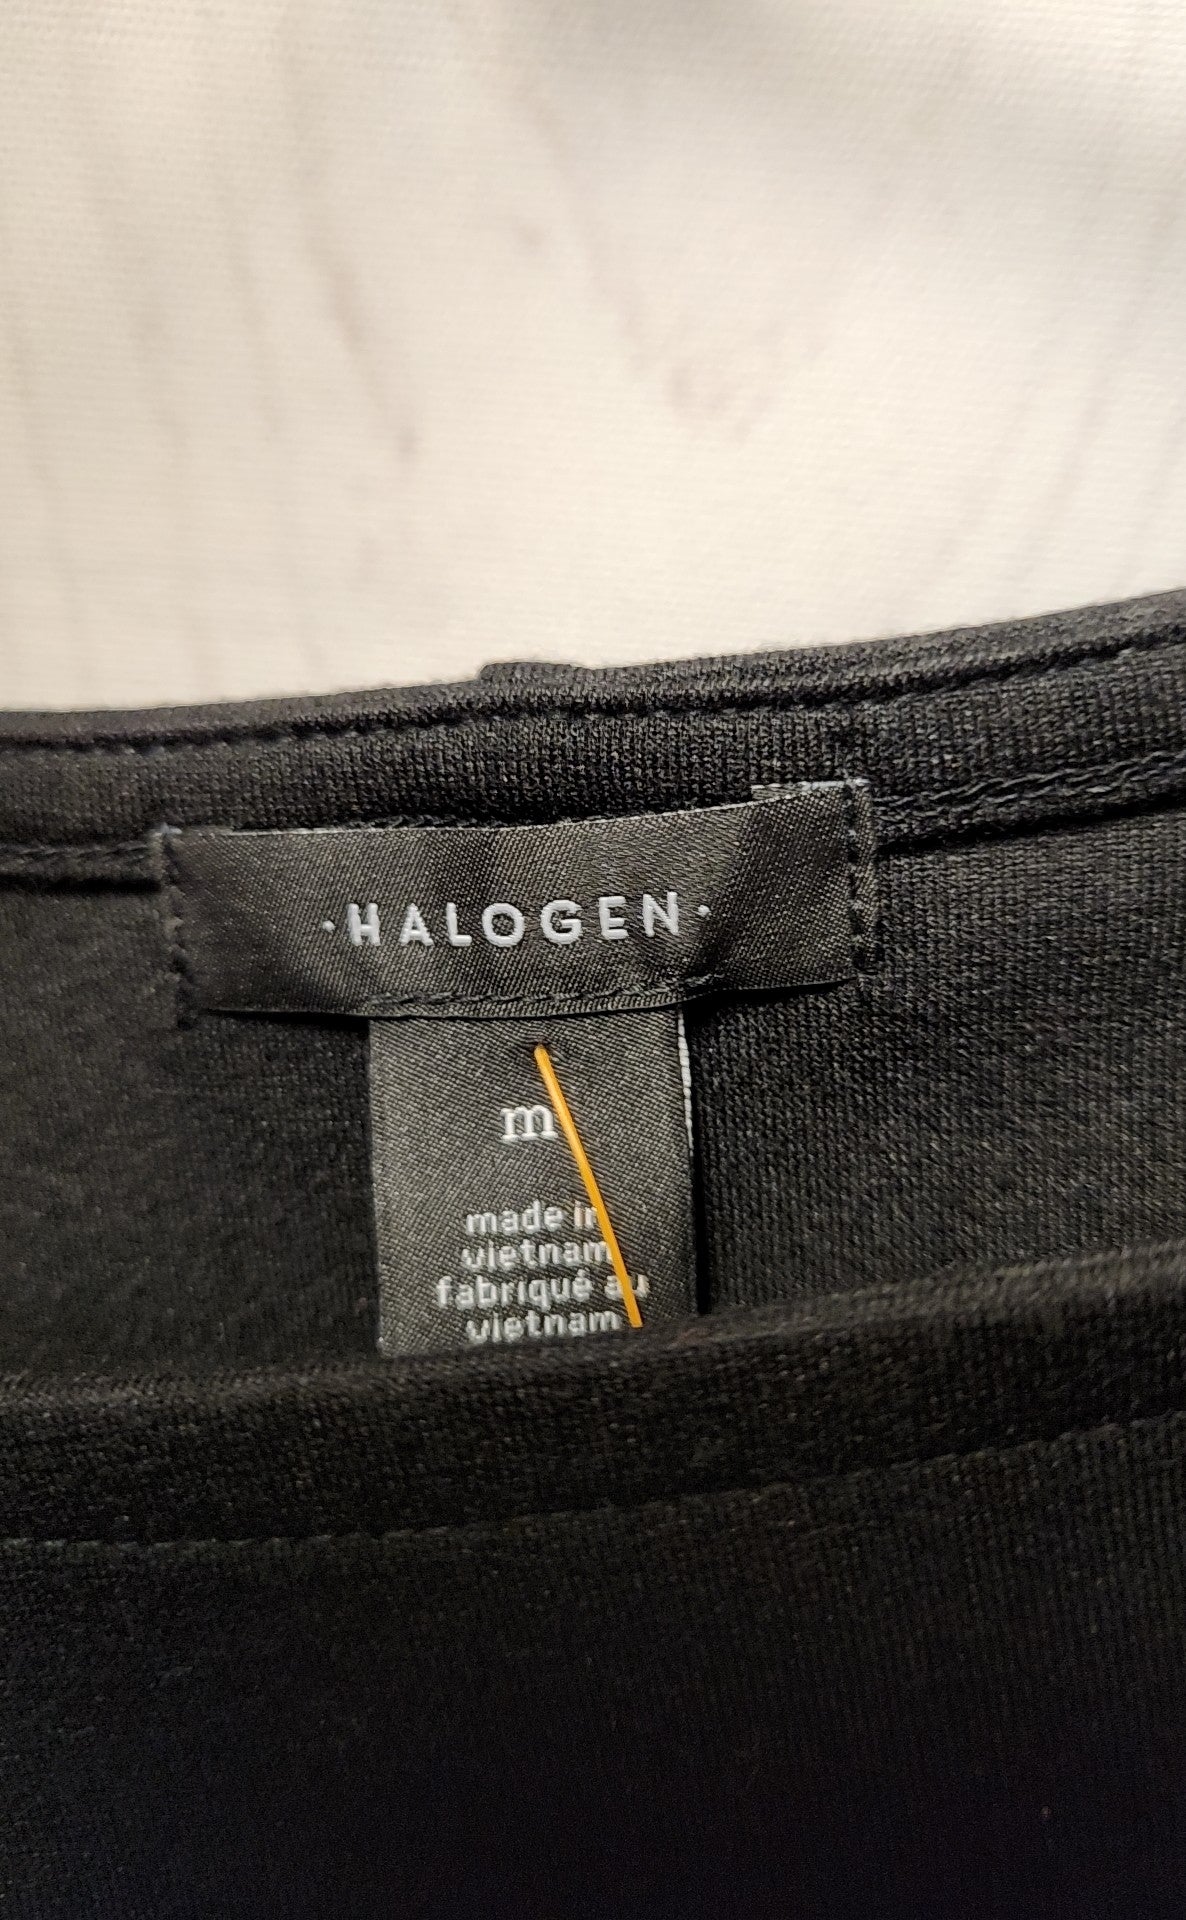 ·HALOGEN·
m
made in
vietnam
fabriqué au
vietnam